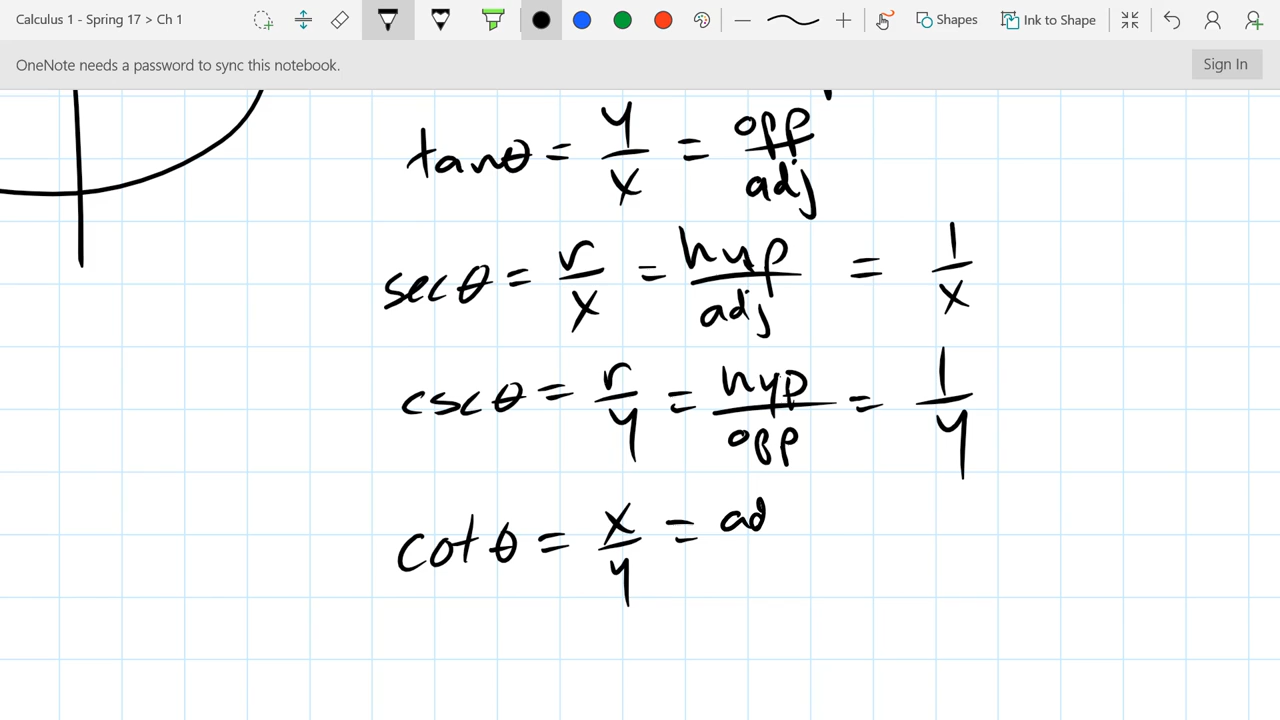 Calculus 1 - Spring 17 > Ch 1
Shapes
Ink to Shape
OneNote needs a password to sync this notebook.
Sign In
tanθ = y/x = opp/adj
secθ = r/x = hyp/adj = 1/x
cscθ = r/y = hyp/opp = 1/y
cotθ = x/y = ad